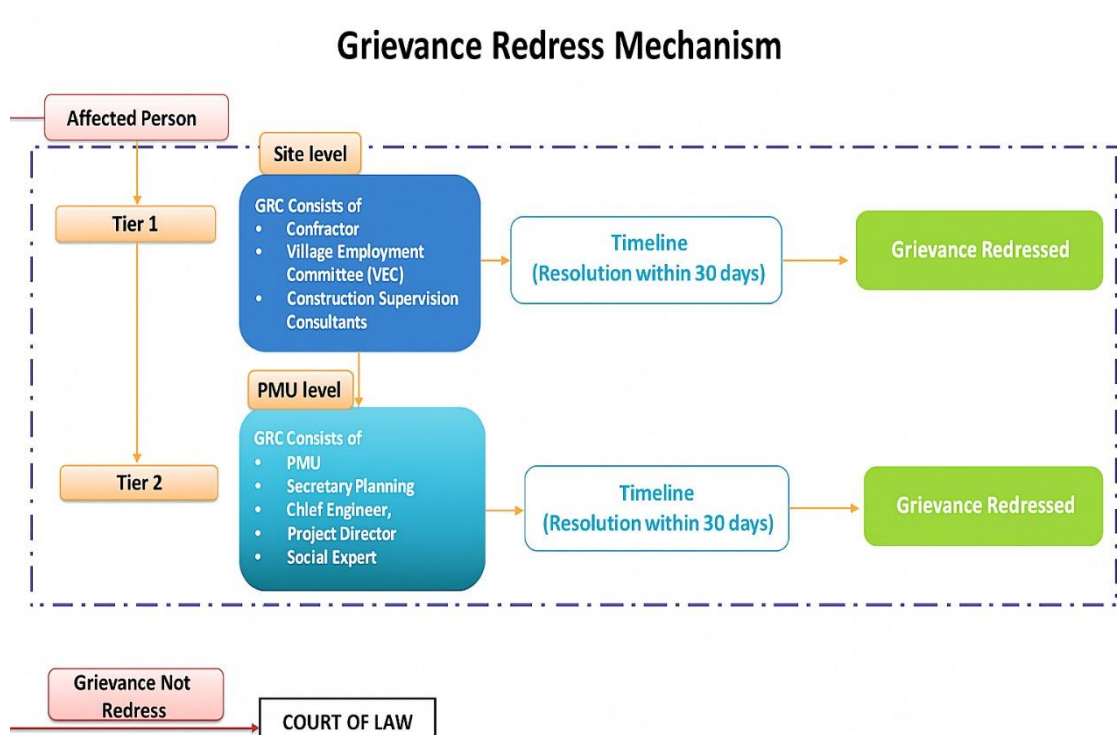 Grievance Redress Mechanism
Affected Person
Site level
Tier 1
GRC Consists of
• Confractor
• Village Employment
Committee (VEC)
• Construction Supervision
Consultants
Timeline
(Resolution within 30 days)
Grievance Redressed
PMU level
Tier 2
GRC Consists of
• PMU
• Secretary Planning
• Chlef Engineer,
• Project Director
• Social Expert
Timeline
(Resolution within 30 days)
Grievance Redressed
Grievance Not
Redress
COURT OF LAW